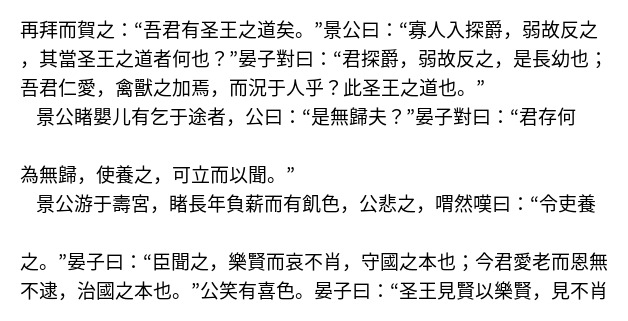 再拜而賀之：“吾君有圣王之道矣。”景公曰：“寡人入探爵，弱故反之
，其當圣王之道者何也？”晏子對曰：“君探爵，弱故反之，是長幼也；
吾君仁愛，禽獸之加焉，而況于人乎？此圣王之道也。”
景公睹嬰儿有乞于途者，公曰：“是無歸夫？”晏子對曰：“君存何
為無歸，使養之，可立而以聞。”
景公游于壽宮，睹長年負薪而有飢色，公悲之，喟然嘆曰：“令吏養
之。”晏子曰：“臣聞之，樂賢而哀不肖，守國之本也；今君愛老而恩無
不逮，治國之本也。”公笑有喜色。晏子曰：“圣王見賢以樂賢，見不肖